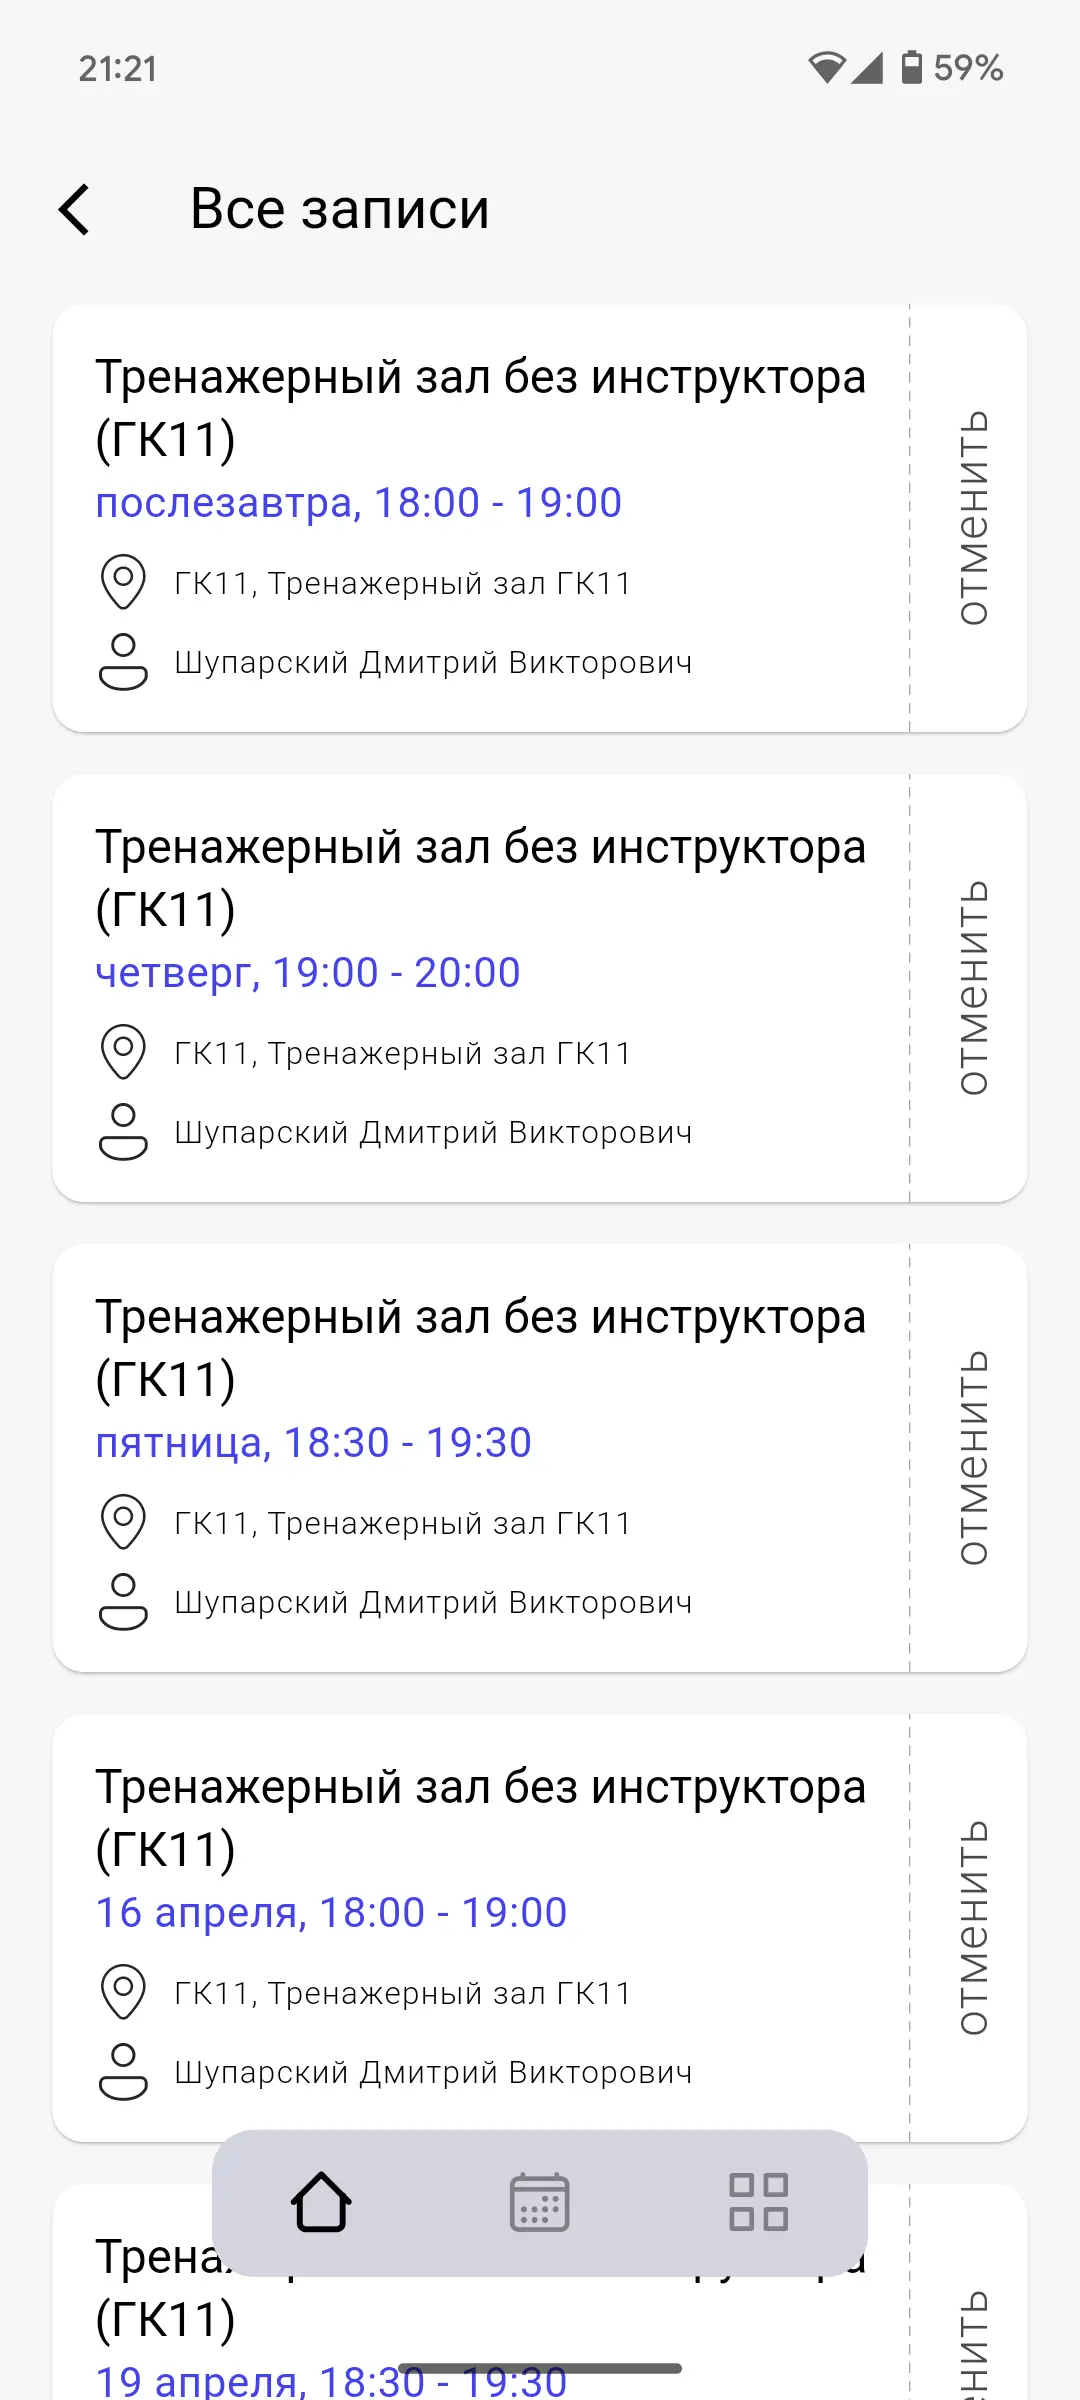 21:21
59%
Все записи
Тренажерный зал без инструктора
(ГК11)
послезавтра, 18:00 - 19:00
ГК11, Тренажерный зал ГК11
Шупарский Дмитрий Викторович
отменить
Тренажерный зал без инструктора
(ГК11)
четверг, 19:00 - 20:00
ГК11, Тренажерный зал ГК11
Шупарский Дмитрий Викторович
отменить
Тренажерный зал без инструктора
(ГК11)
пятница, 18:30 - 19:30
ГК11, Тренажерный зал ГК11
Шупарский Дмитрий Викторович
отменить
Тренажерный зал без инструктора
(ГК11)
16 апреля, 18:00 - 19:00
ГК11, Тренажерный зал ГК11
Шупарский Дмитрий Викторович
отменить
(ГК11)
19 апреля, 18:30 - 19:30